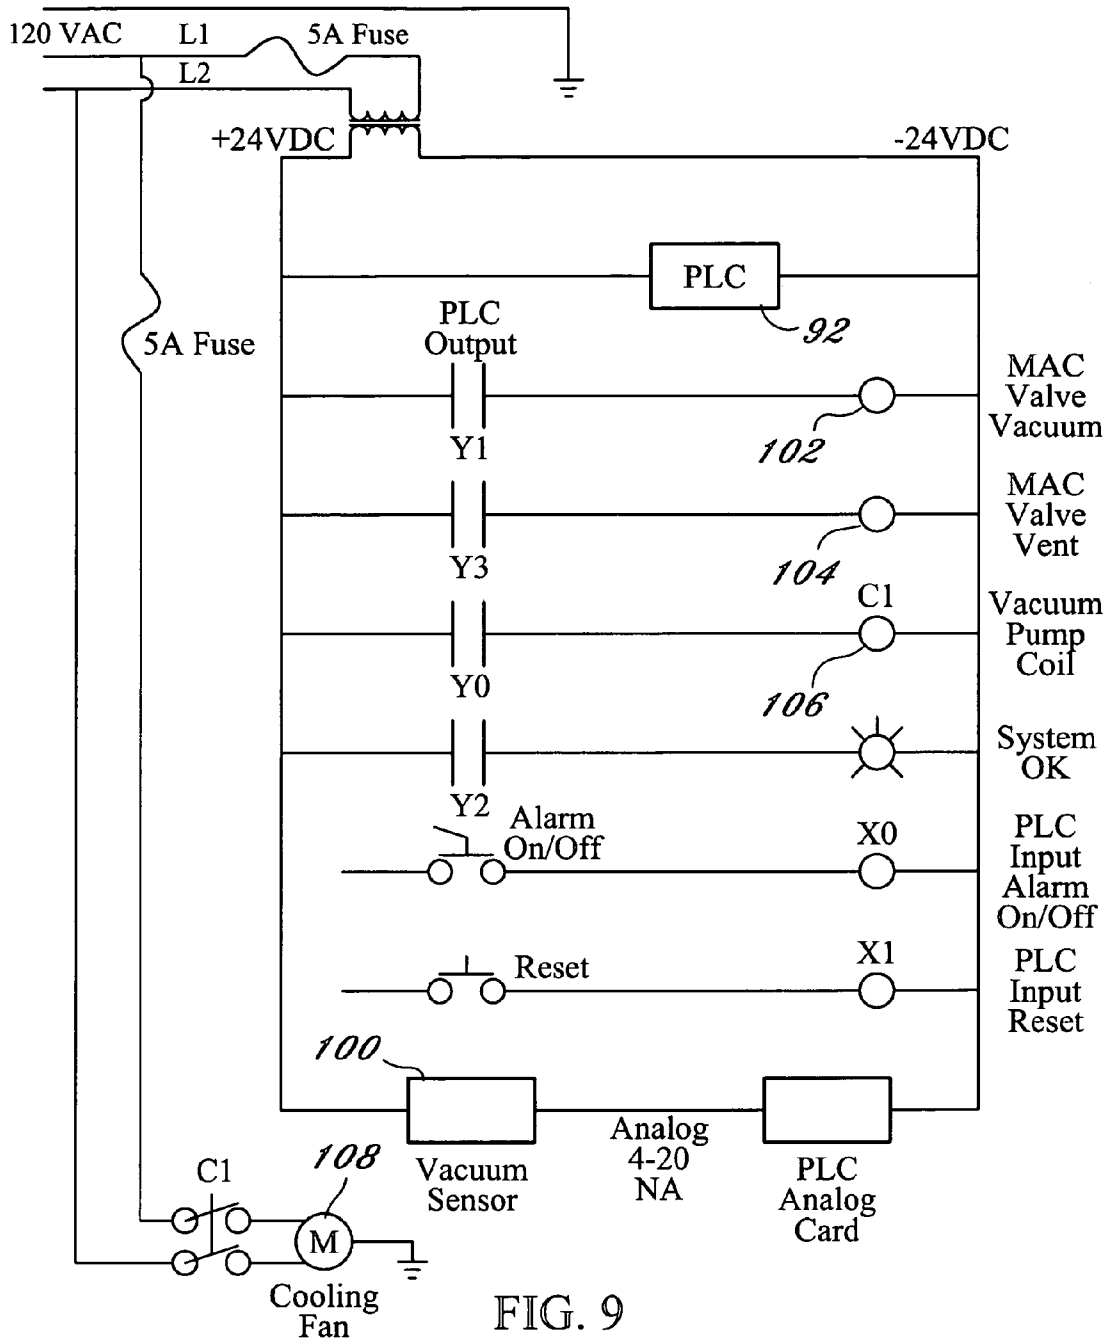 120 VAC
L1
5A Fuse
L2
+24VDC
-24VDC
PLC
92
5A Fuse
PLC
Output
Y1
102
MAC
Valve
Vacuum
Y3
104
MAC
Valve
Vent
Y0
C1
106
Vacuum
Pump
Coil
Y2
System
OK
Alarm
On/Off
X0
PLC
Input
Alarm
On/Off
Reset
X1
PLC
Input
Reset
100
Vacuum
Sensor
Analog
4-20
NA
PLC
Analog
Card
C1
108
M
Cooling
Fan
FIG. 9